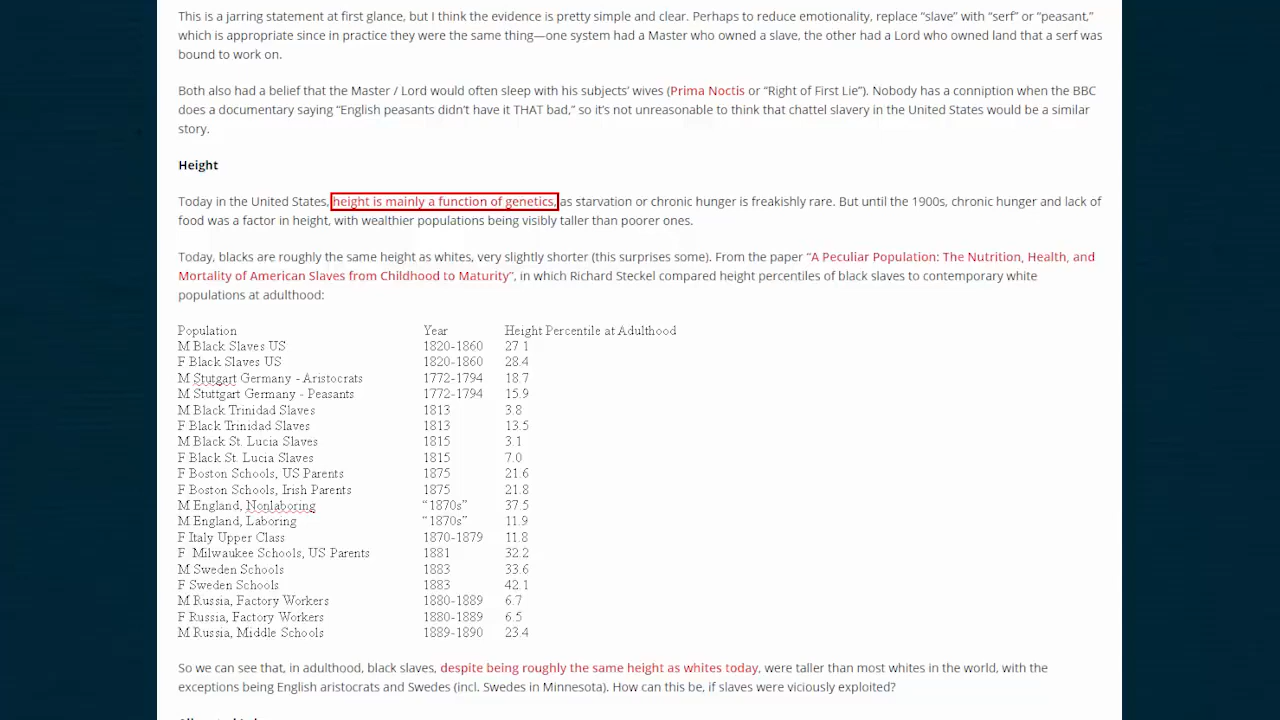 This is a jarring statement at first glance, but I think the evidence is pretty simple and clear. Perhaps to reduce emotionality, replace “slave” with “serf” or “peasant,”
which is appropriate since in practice they were the same thing—one system had a Master who owned a slave, the other had a Lord who owned land that a serf was
bound to work on.
Both also had a belief that the Master / Lord would often sleep with his subjects’ wives (Prima Noctis or “Right of First Lie”). Nobody has a conniption when the BBC
does a documentary saying “English peasants didn’t have it THAT bad,” so it’s not unreasonable to think that chattel slavery in the United States would be a similar
story.
Height
Today in the United States, height is mainly a function of genetics, as starvation or chronic hunger is freakishly rare. But until the 1900s, chronic hunger and lack of
food was a factor in height, with wealthier populations being visibly taller than poorer ones.
Today, blacks are roughly the same height as whites, very slightly shorter (this surprises some). From the paper “A Peculiar Population: The Nutrition, Health, and
Mortality of American Slaves from Childhood to Maturity”, in which Richard Steckel compared height percentiles of black slaves to contemporary white
populations at adulthood:
Population Year Height Percentile at Adulthood
M Black Slaves US 1820-1860 27.1
F Black Slaves US 1820-1860 28.4
M Stutgart Germany - Aristocrats 1772-1794 18.7
M Stuttgart Germany - Peasants 1772-1794 15.9
M Black Trinidad Slaves 1813 3.8
F Black Trinidad Slaves 1813 13.5
M Black St. Lucia Slaves 1815 3.1
F Black St. Lucia Slaves 1815 7.0
F Boston Schools, US Parents 1875 21.6
F Boston Schools, Irish Parents 1875 21.8
M England, Nonlaboring “1870s” 37.5
M England, Laboring “1870s” 11.9
F Italy Upper Class 1870-1879 11.8
F Milwaukee Schools, US Parents 1881 32.2
M Sweden Schools 1883 33.6
F Sweden Schools 1883 42.1
M Russia, Factory Workers 1880-1889 6.7
F Russia, Factory Workers 1880-1889 6.5
M Russia, Middle Schools 1889-1890 23.4
So we can see that, in adulthood, black slaves, despite being roughly the same height as whites today, were taller than most whites in the world, with the
exceptions being English aristocrats and Swedes (incl. Swedes in Minnesota). How can this be, if slaves were viciously exploited?